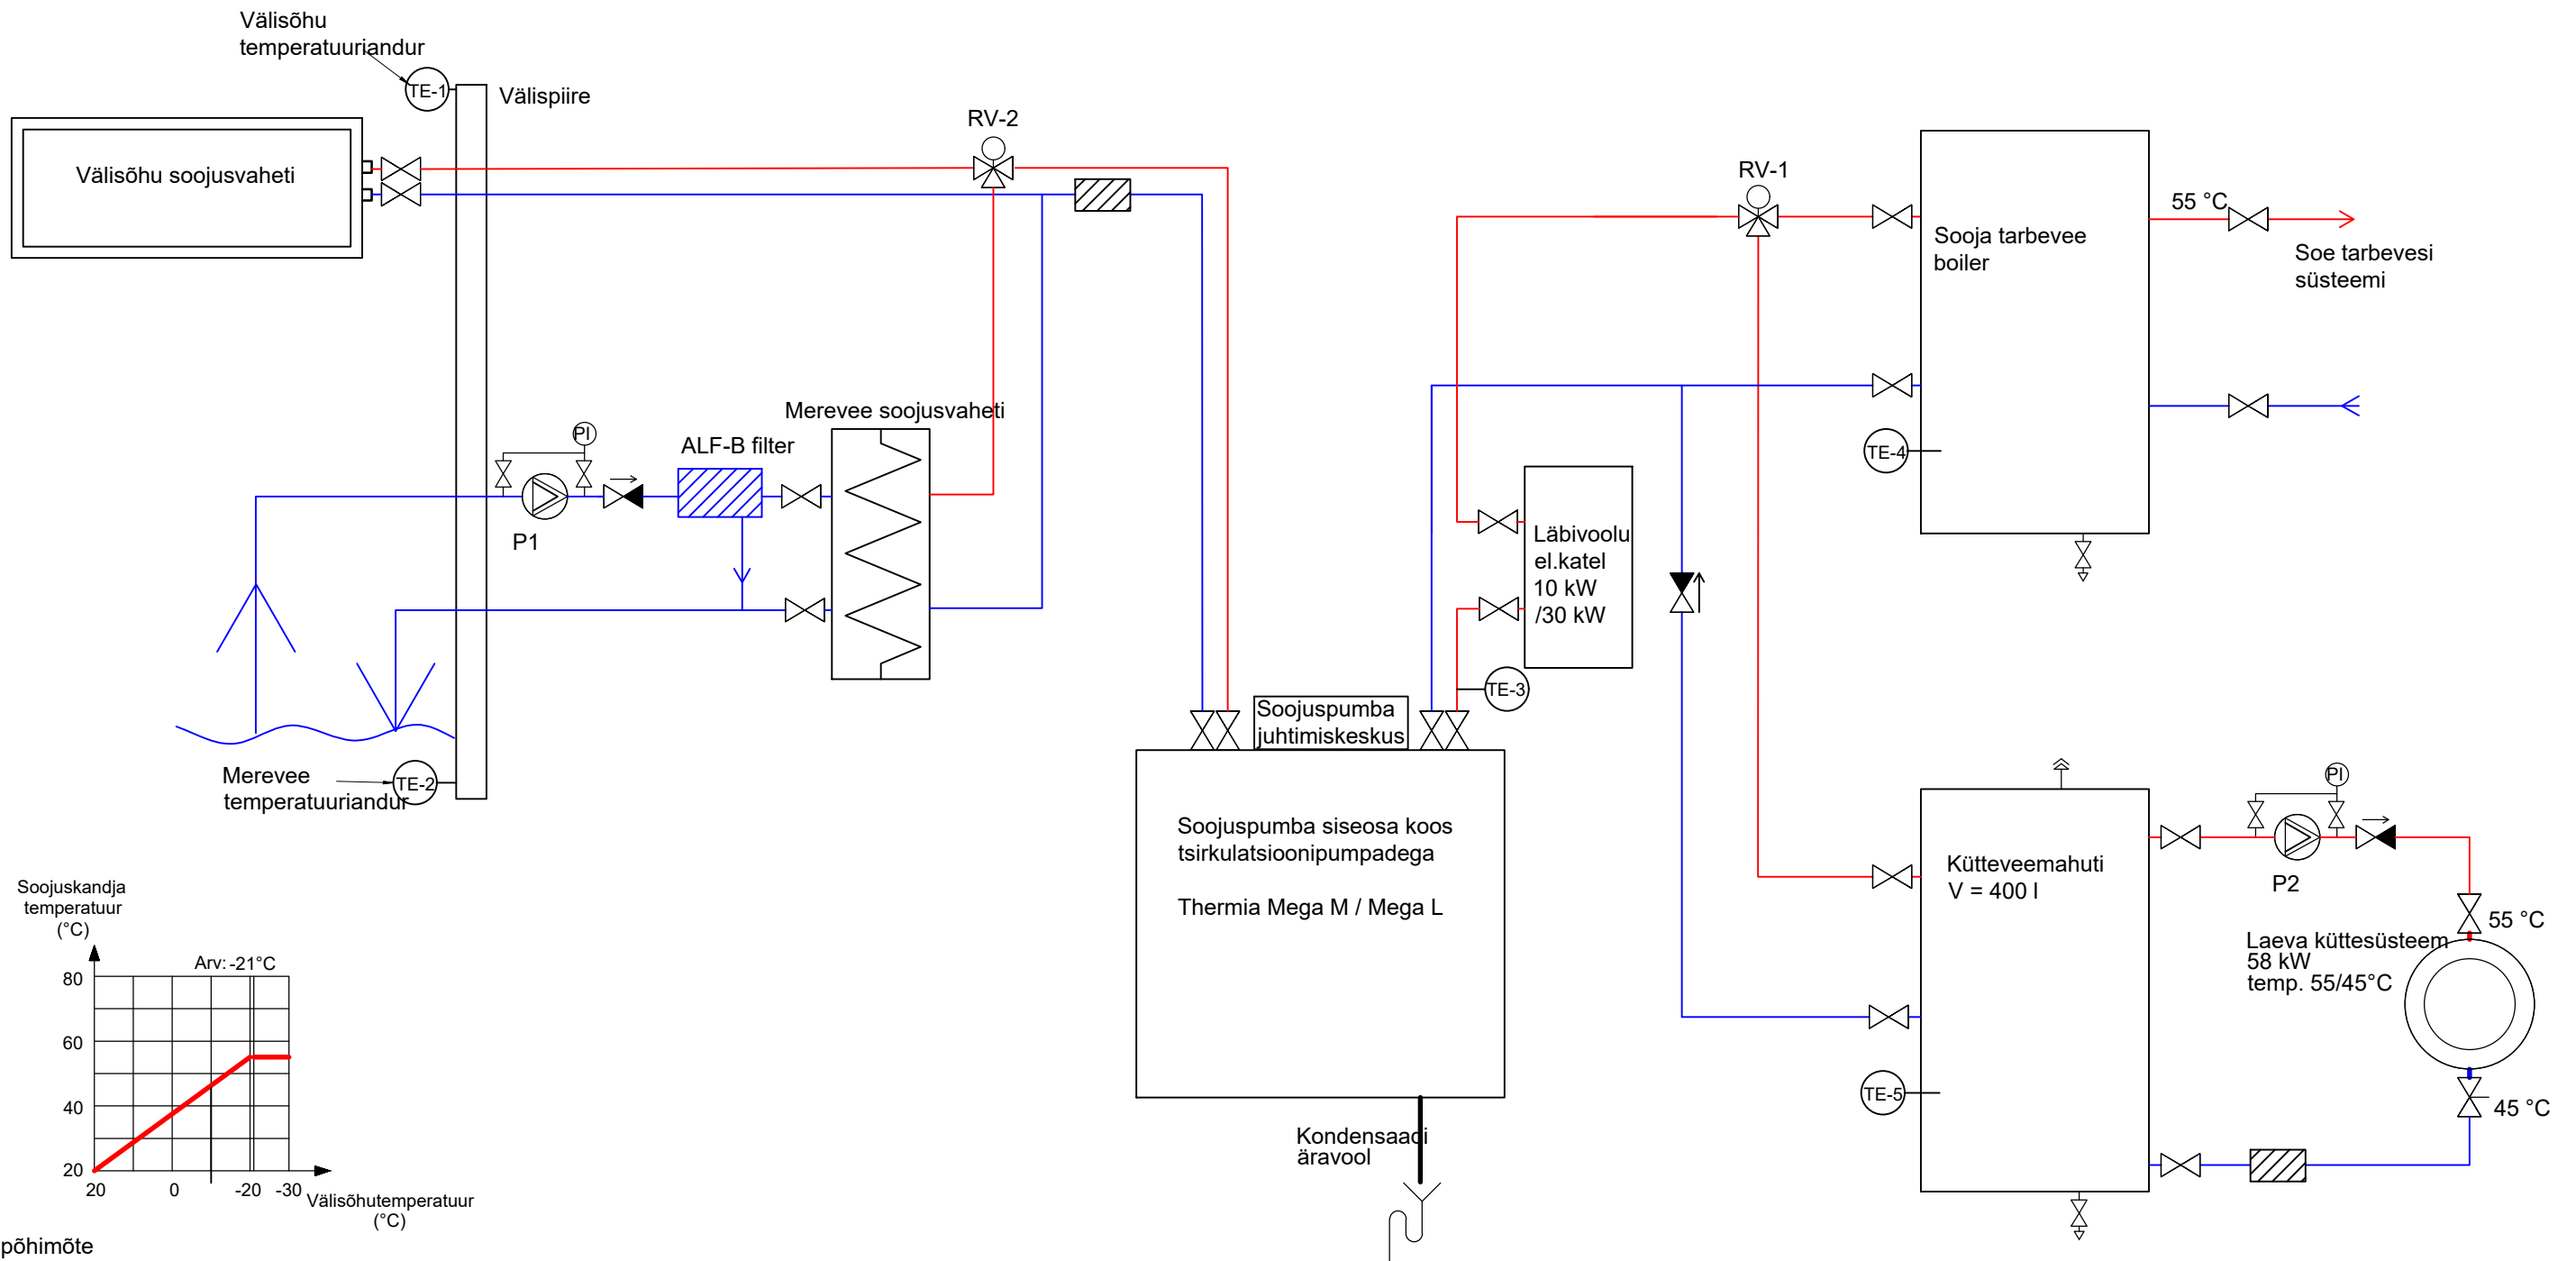 Välisõhu
temperatuuriandur
TE-1
Välispiire
Välisõhu soojusvaheti
RV-2
RV-1
Sooja tarbevee
boiler
55 °C
Soe tarbevesi
süsteemi
Merevee soojusvaheti
PI
ALF-B filter
P1
TE-4
Läbivoolu
el.katel
10 kW
/30 kW
TE-3
Soojuspumba
juhtimiskeskus
Merevee
temperatuuriandur
TE-2
Soojuspumba siseosa koos
tsirkulatsioonipumpadega
Thermia Mega M / Mega L
Kütteveemahuti
V = 400 l
PI
P2
55 °C
Laeva küttesüsteem
58 kW
temp. 55/45°C
TE-5
45 °C
Kondensaadi
äravool
Soojuskandja
temperatuur
(°C)
Arv: -21°C
80
60
40
20
20 0 -20 -30
Välisõhutemperatuur
(°C)
põhimõte